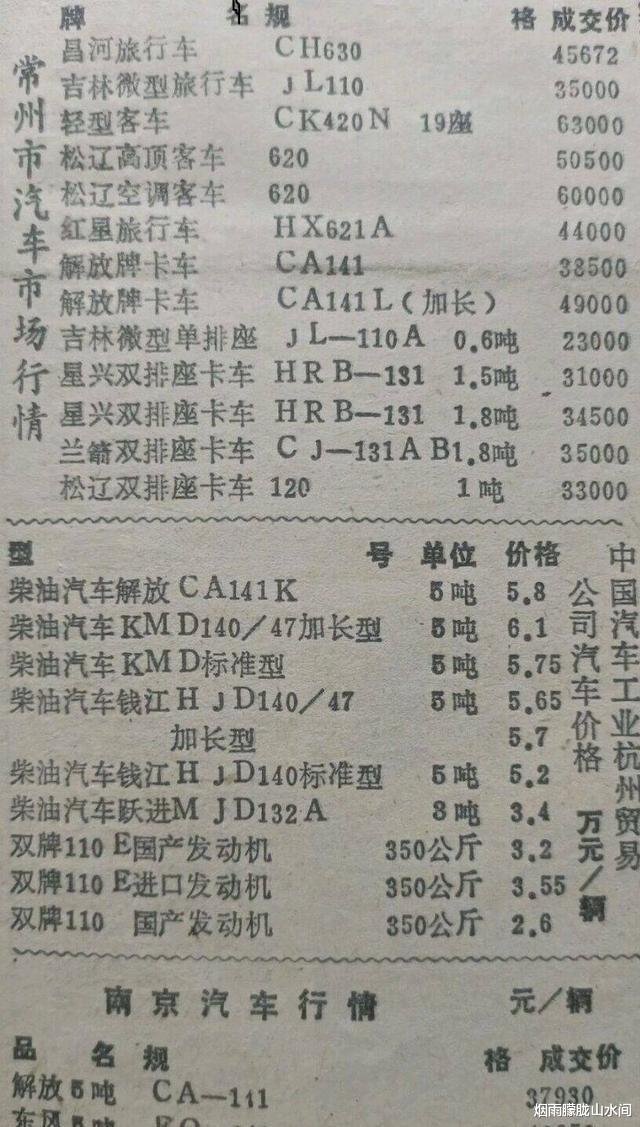 牌 名 规 格 成交价
常州市汽车市场行情
昌河旅行车 CH630 45672
吉林微型旅行车 JL110 35000
轻型客车 CK420N 19座 63000
松辽高顶客车 620 50500
松辽空调客车 620 60000
红星旅行车 HX621A 44000
解放牌卡车 CA141 38500
解放牌卡车 CA141L(加长) 49000
吉林微型单排座 JL—110A 0.6吨 23000
星兴双排座卡车 HRB—131 1.5吨 31000
星兴双排座卡车 HRB—131 1.8吨 34500
兰箭双排座卡车 CJ—131AB1.8吨 35000
松辽双排座卡车 120 1吨 33000
型 号 单位 价格
中国汽车工业杭州贸易
公司汽车价格 万元/辆
柴油汽车解放CA141K 5吨 5.8
柴油汽车KMD140/47加长型 5吨 6.1
柴油汽车KMD标准型 5吨 5.75
柴油汽车钱江HJD140/47 5吨 5.65
加长型 5.7
柴油汽车钱江HJD140标准型 5吨 5.2
柴油汽车跃进MJD132A 3吨 3.4
双牌110E国产发动机 350公斤 3.2
双牌110E进口发动机 350公斤 3.55
双牌110 国产发动机 350公斤 2.6
南京汽车行情 元/辆
品 名 规 格 成交价
解放5吨 CA—141 37930
东风5吨 EQ
烟雨朦胧山水间